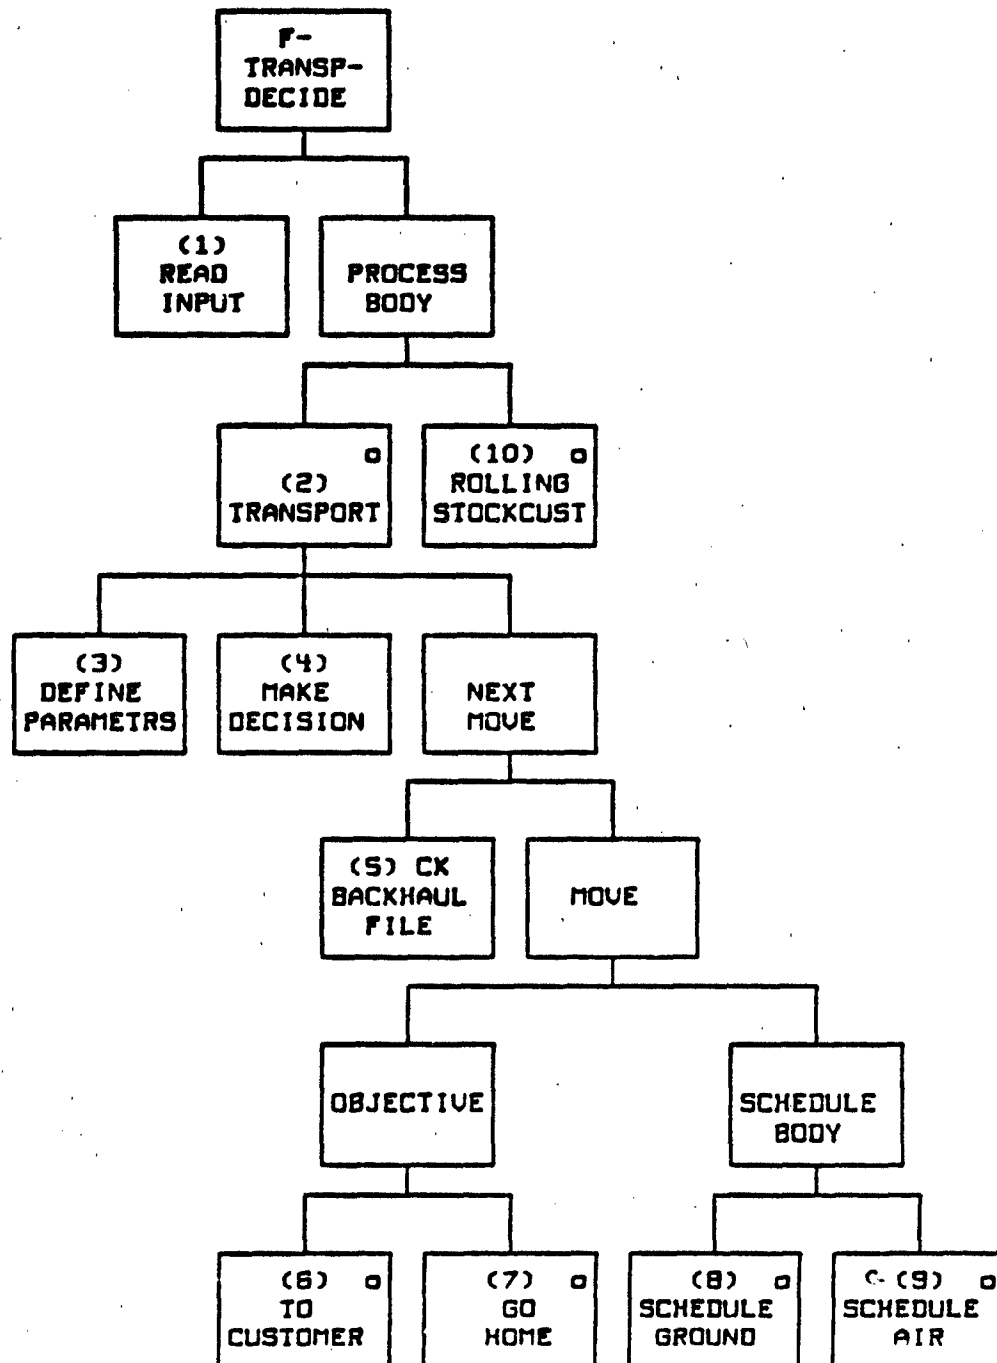 F-
TRANSP-
DECIDE
(1)
READ
INPUT
PROCESS
BODY
o
(2)
TRANSPORT
(10) o
ROLLING
STOCKCUST
(3)
DEFINE
PARAMETRS
(4)
MAKE
DECISION
NEXT
MOVE
(5) CK
BACKHAUL
FILE
MOVE
OBJECTIVE
SCHEDULE
BODY
(6) o
TO
CUSTOMER
(7) o
GO
HOME
(8) o
SCHEDULE
GROUND
(9) o
SCHEDULE
AIR